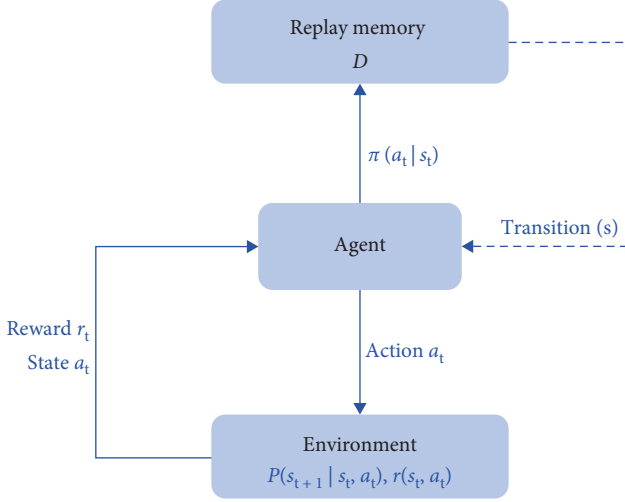 Replay memory
D
π (aₜ | sₜ)
Agent
Transition (s)
Reward rₜ
State aₜ
Action aₜ
Environment
P(sₜ₊₁ | sₜ, aₜ), r(sₜ, aₜ)